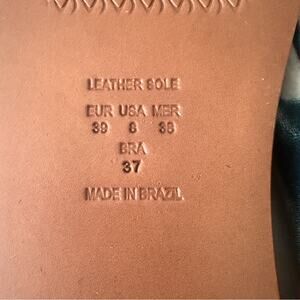 LEATHER SOLE
EUR USA MER
39 8 38
BRA
37
MADE IN BRAZIL